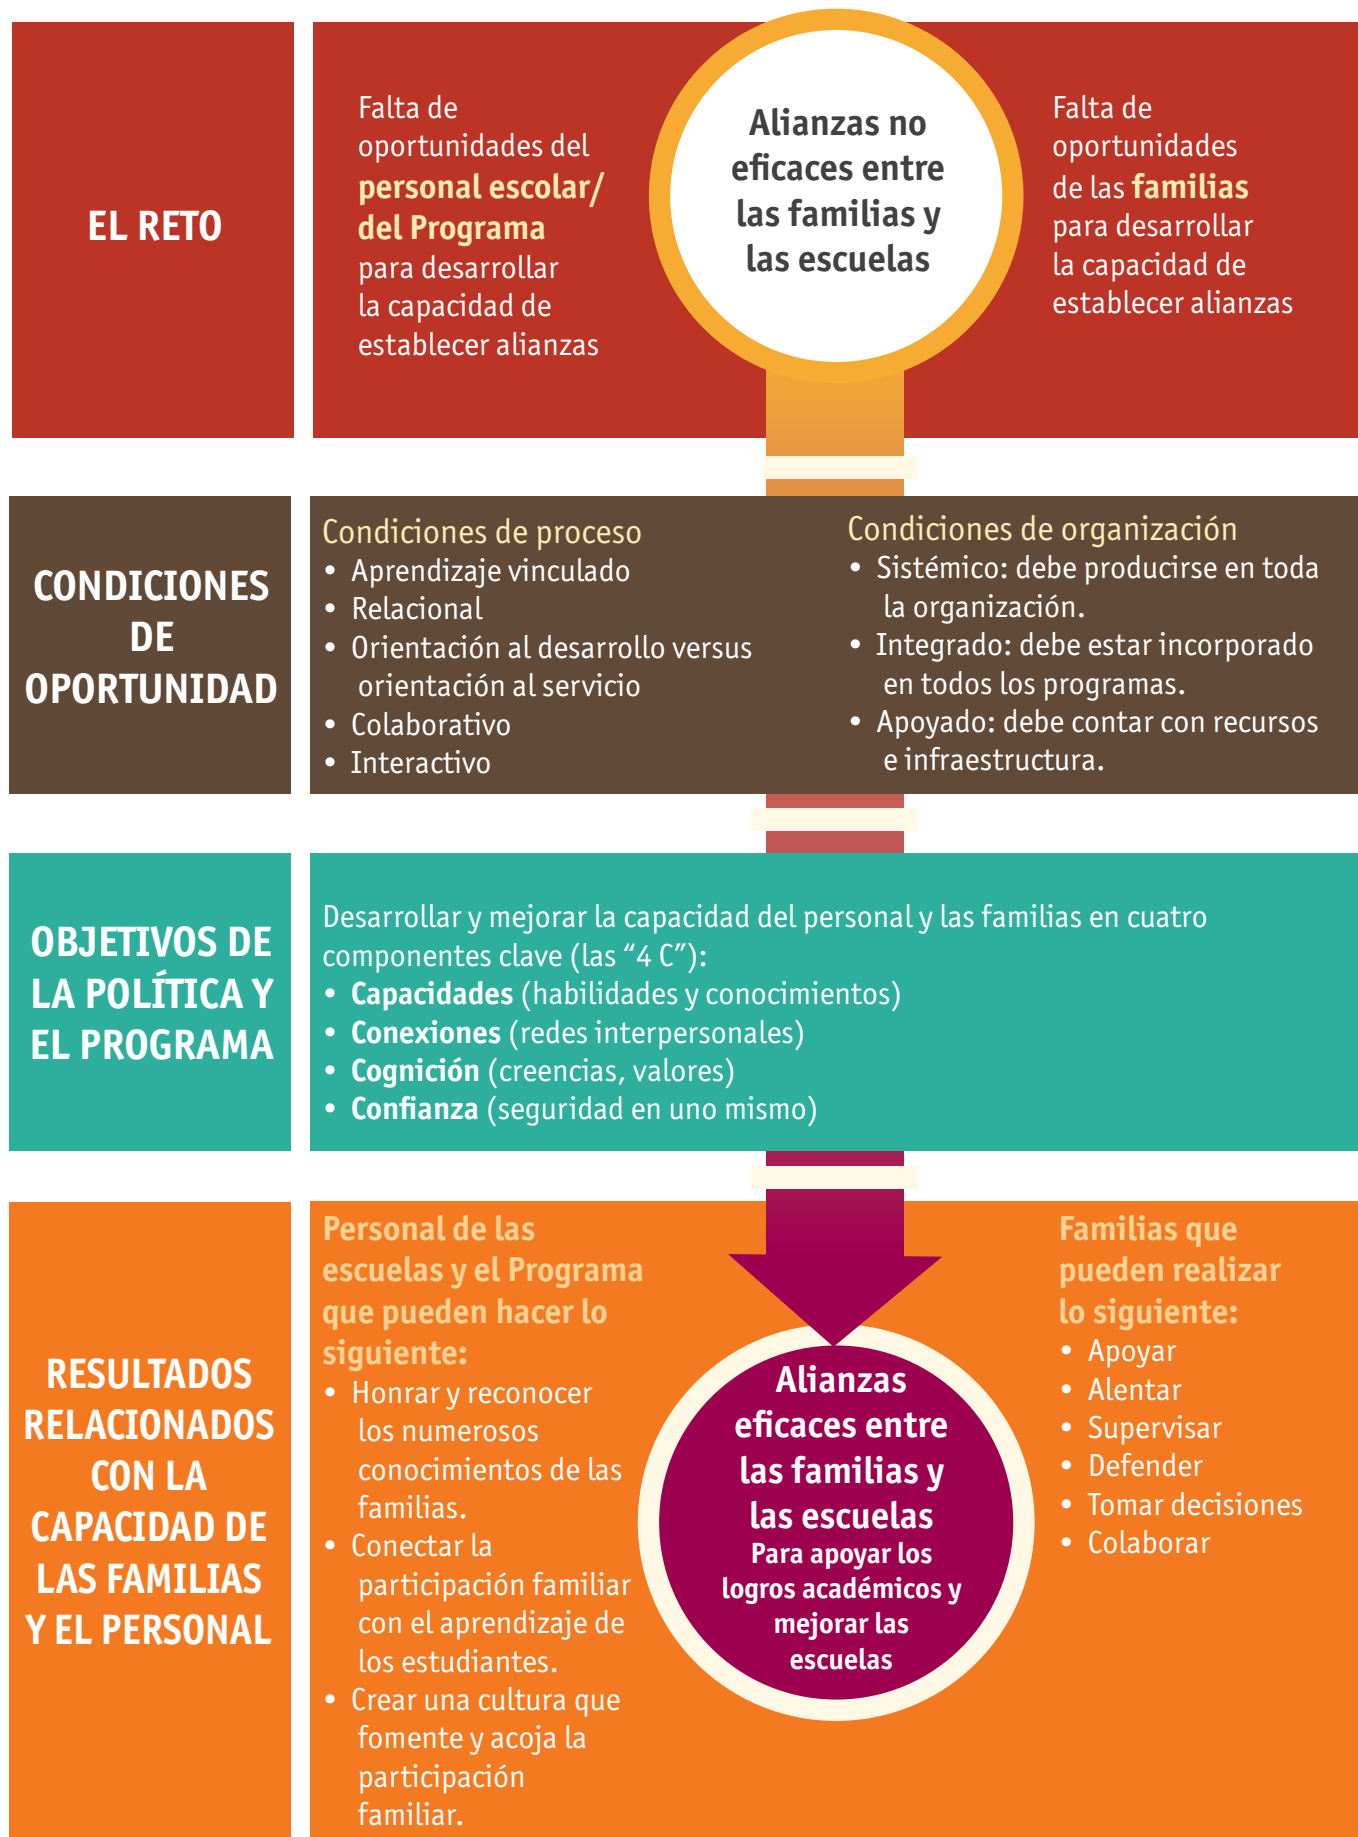 EL RETO
Falta de
oportunidades del
personal escolar/
del Programa
para desarrollar
la capacidad de
establecer alianzas
Alianzas no
eficaces entre
las familias y
las escuelas
Falta de
oportunidades
de las familias
para desarrollar
la capacidad de
establecer alianzas
CONDICIONES
DE
OPORTUNIDAD
Condiciones de proceso
• Aprendizaje vinculado
• Relacional
• Orientación al desarrollo versus
orientación al servicio
• Colaborativo
• Interactivo
Condiciones de organización
• Sistémico: debe producirse en toda
la organización.
• Integrado: debe estar incorporado
en todos los programas.
• Apoyado: debe contar con recursos
e infraestructura.
OBJETIVOS DE
LA POLÍTICA Y
EL PROGRAMA
Desarrollar y mejorar la capacidad del personal y las familias en cuatro
componentes clave (las “4 C”):
• Capacidades (habilidades y conocimientos)
• Conexiones (redes interpersonales)
• Cognición (creencias, valores)
• Confianza (seguridad en uno mismo)
RESULTADOS
RELACIONADOS
CON LA
CAPACIDAD DE
LAS FAMILIAS
Y EL PERSONAL
Personal de las
escuelas y el Programa
que pueden hacer lo
siguiente:
• Honrar y reconocer
los numerosos
conocimientos de las
familias.
• Conectar la
participación familiar
con el aprendizaje de
los estudiantes.
• Crear una cultura que
fomente y acoja la
participación
familiar.
Alianzas
eficaces entre
las familias y
las escuelas
Para apoyar los
logros académicos y
mejorar las
escuelas
Familias que
pueden realizar
lo siguiente:
• Apoyar
• Alentar
• Supervisar
• Defender
• Tomar decisiones
• Colaborar